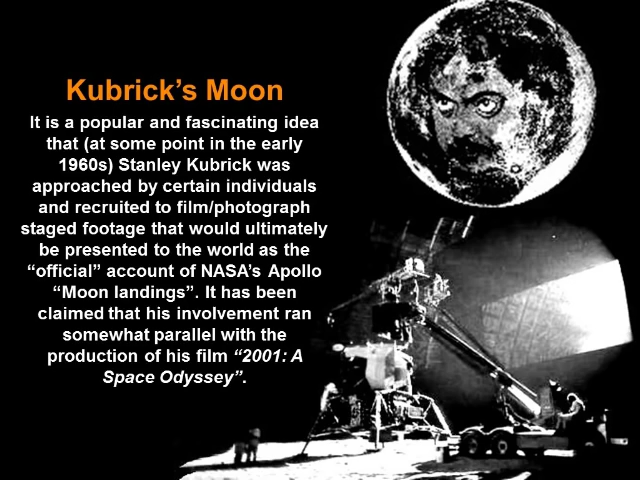 Kubrick’s Moon
It is a popular and fascinating idea
that (at some point in the early
1960s) Stanley Kubrick was
approached by certain individuals
and recruited to film/photograph
staged footage that would ultimately
be presented to the world as the
“official” account of NASA’s Apollo
“Moon landings”. It has been
claimed that his involvement ran
somewhat parallel with the
production of his film “2001: A
Space Odyssey”.